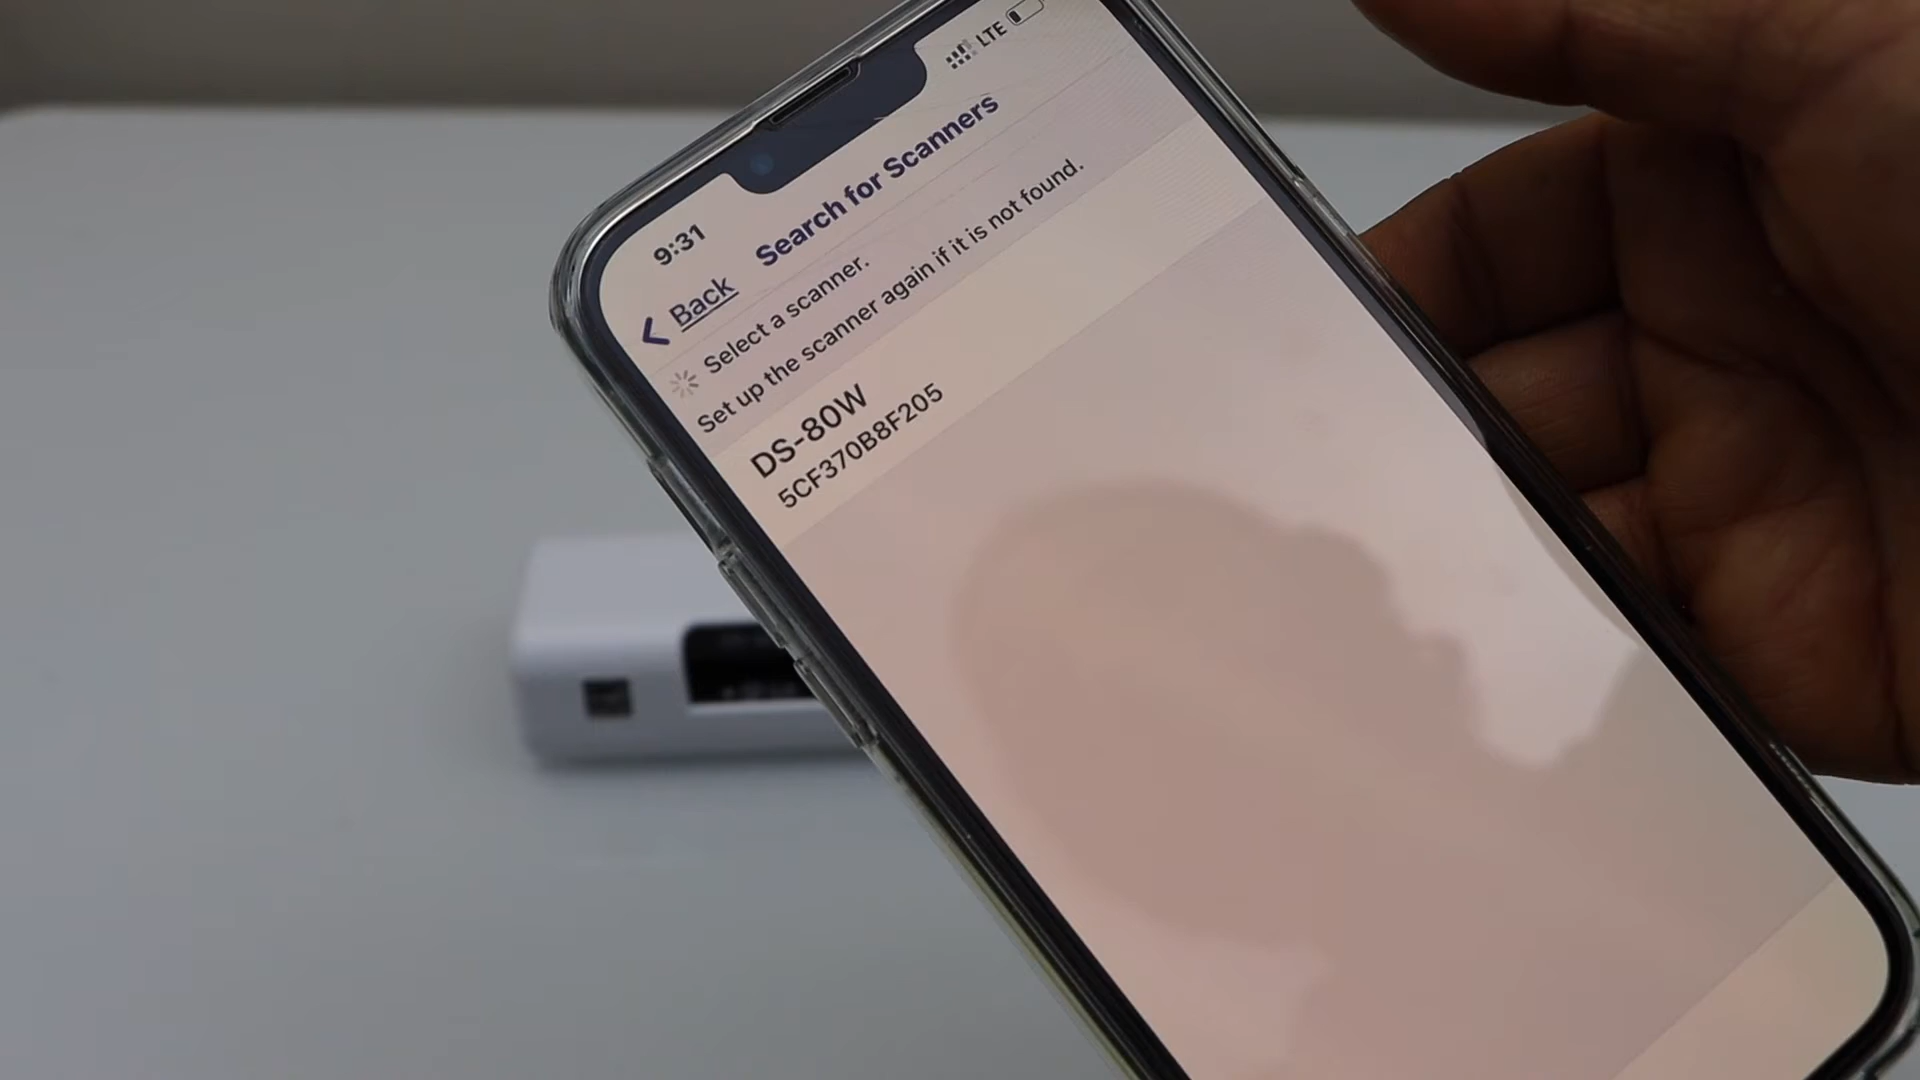 9:31
LTE
Back
Search for Scanners
Select a scanner.
Set up the scanner again if it is not found.
DS-80W
5CF370B8F205